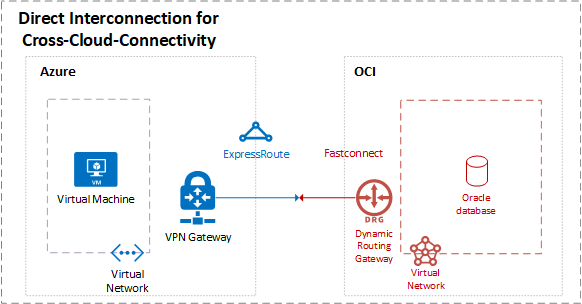 Direct Interconnection for
Cross-Cloud-Connectivity
Azure
OCI
ExpressRoute
Fastconnect
VM
Virtual Machine
VPN Gateway
DRG
Dynamic
Routing
Gateway
Oracle
database
Virtual
Network
Virtual
Network